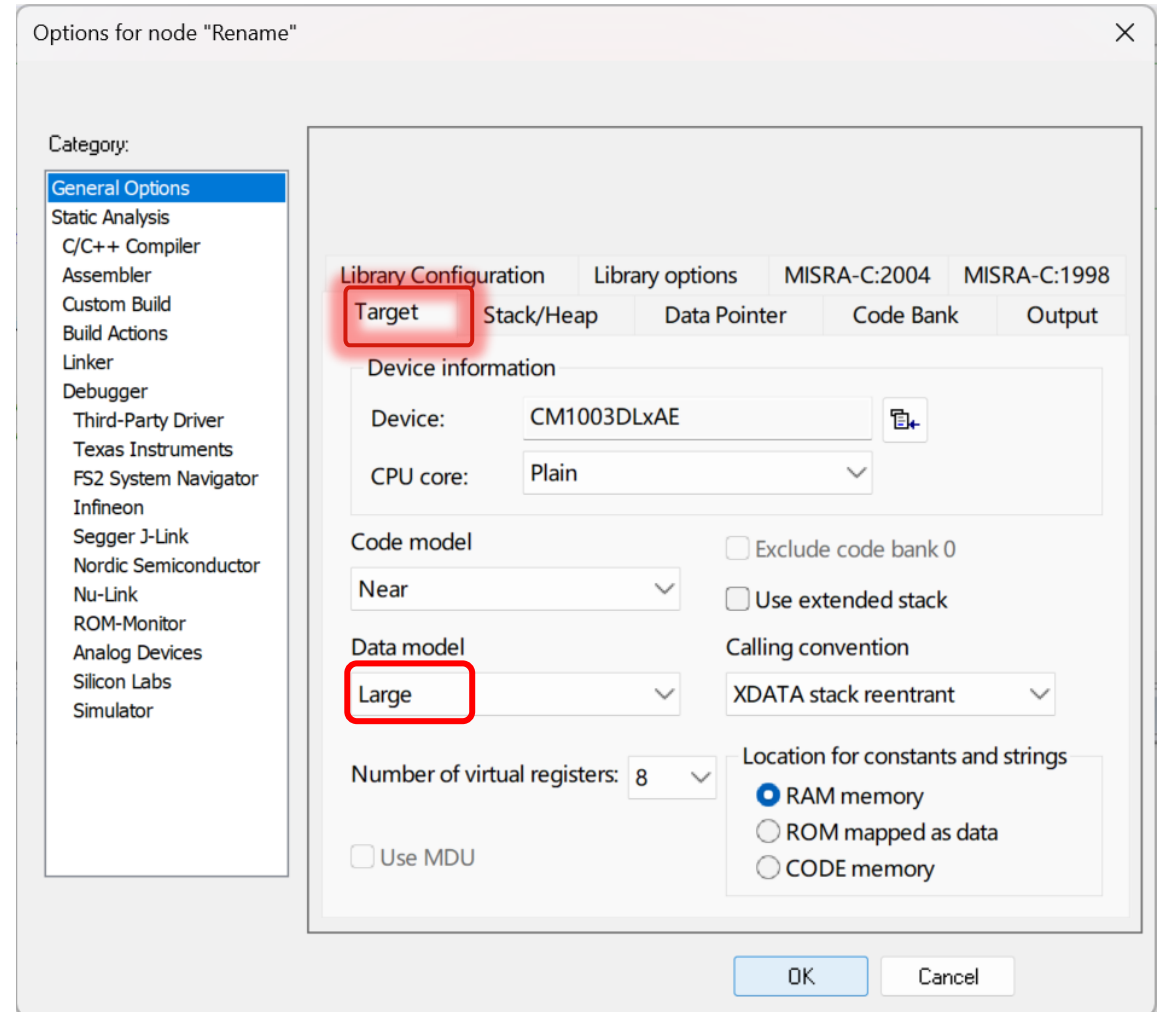 Options for node "Rename"
Category:
General Options
Static Analysis
C/C++ Compiler
Assembler
Custom Build
Build Actions
Linker
Debugger
Third-Party Driver
Texas Instruments
FS2 System Navigator
Infineon
Segger J-Link
Nordic Semiconductor
Nu-Link
ROM-Monitor
Analog Devices
Silicon Labs
Simulator
Library Configuration Library options MISRA-C:2004 MISRA-C:1998
Target Stack/Heap Data Pointer Code Bank Output
Device information
Device: CM1003DLxAE
CPU core: Plain
Code model
Near
Exclude code bank 0
Use extended stack
Data model
Large
Calling convention
XDATA stack reentrant
Number of virtual registers: 8
Use MDU
Location for constants and strings
RAM memory
ROM mapped as data
CODE memory
OK Cancel